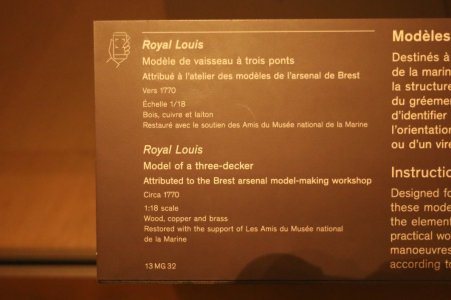 Royal Louis
Modèle de vaisseau à trois ponts
Attribué à l'atelier des modèles de l'arsenal de Brest
Vers 1770
Échelle 1/18
Bois, cuivre et laiton
Restauré avec le soutien des Amis du Musée national de la Marine
Royal Louis
Model of a three-decker
Attributed to the Brest arsenal model-making workshop
Circa 1770
1:18 scale
Wood, copper and brass
Restored with the support of Les Amis du Musée national
de la Marine
13 MG 32
Modèles
Destinés à
de la marin
la structure
du gréeme
d'identifier
l'orientatio
ou d'un vire
Instructio
Designed fo
these mode
the element
practical wo
manoeuvres
according t